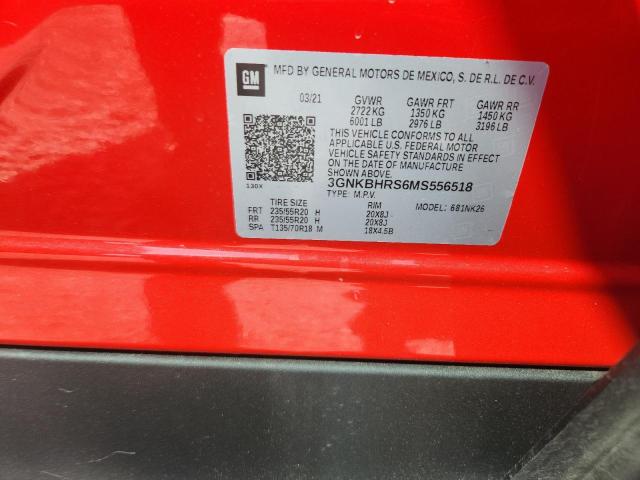 GM MFD BY GENERAL MOTORS DE MEXICO, S. DE R.L. DE C.V.
03/21 GVWR GAWR FRT GAWR RR
2722 KG 1350 KG 1450 KG
6001 LB 2976 LB 3196 LB
THIS VEHICLE CONFORMS TO ALL
APPLICABLE U.S. FEDERAL MOTOR
VEHICLE SAFETY STANDARDS IN EFFECT
ON THE DATE OF MANUFACTURE
SHOWN ABOVE.
3GNKBHRS6MS556518
130X TYPE: M.P.V. MODEL: 681NK26
TIRE SIZE RIM
FRT 235/55R20 H 20X8J
RR 235/55R20 H 20X8J
SPA T135/70R18 M 18X4.5B